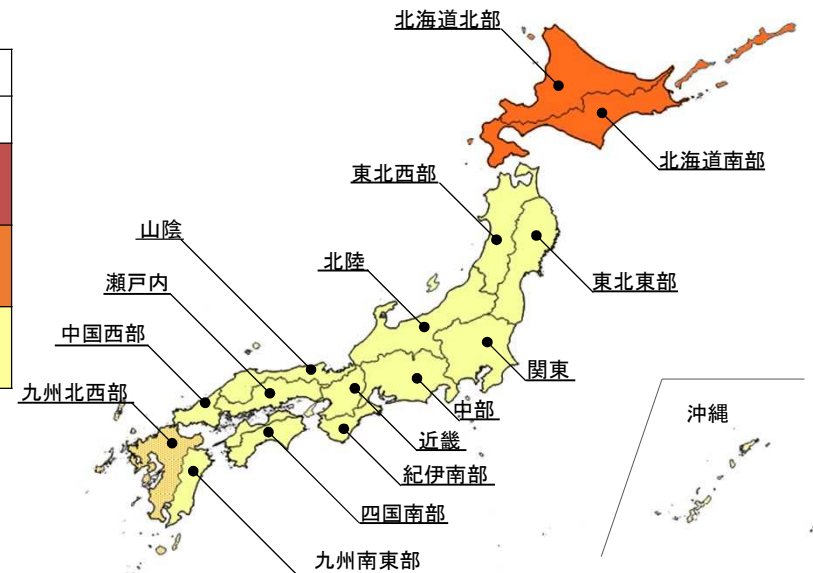 北海道北部
北海道南部
東北西部
山陰
北陸
東北東部
瀬戸内
中国西部
関東
九州北西部
中部
沖縄
近畿
紀伊南部
四国南部
九州南東部